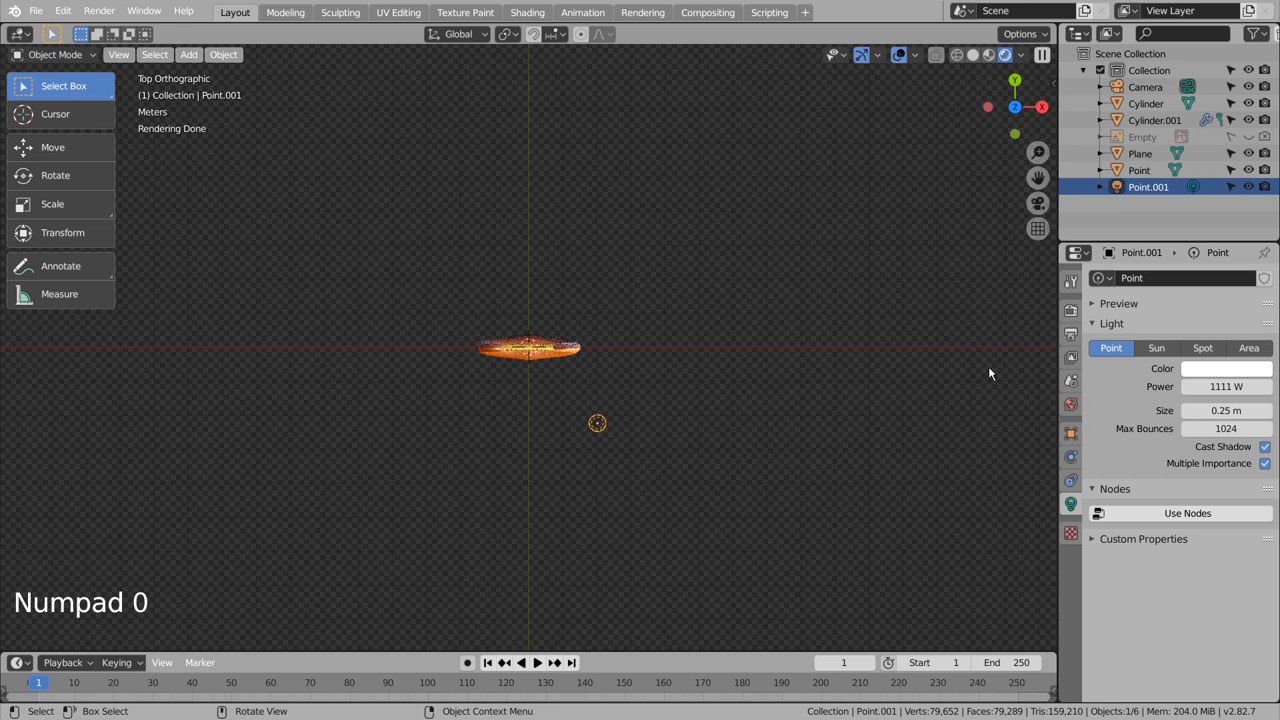 File Edit Render Window Help Layout Modeling Sculpting UV Editing Texture Paint Shading Animation Rendering Compositing Scripting + Scene View Layer
Global Options
Object Mode View Select Add Object
Select Box
Cursor
Move
Rotate
Scale
Transform
Annotate
Measure
Top Orthographic
(1) Collection | Point.001
Meters
Rendering Done
Y
Z
X
Numpad 0
Scene Collection
Collection
Camera
Cylinder
Cylinder.001
Empty
Plane
Point
Point.001
Point.001 Point
Point
Preview
Light
Point Sun Spot Area
Color
Power 1111 W
Size 0.25 m
Max Bounces 1024
Cast Shadow
Multiple Importance
Nodes
Use Nodes
Custom Properties
Playback Keying View Marker 1 Start 1 End 250
1 10 20 30 40 50 60 70 80 90 100 110 120 130 140 150 160 170 180 190 200 210 220 230 240 250
Select Box Select Rotate View Object Context Menu Collection | Point.001 | Verts:79,652 | Faces:79,289 | Tris:159,210 | Objects:1/6 | Mem: 204.0 MiB | v2.82.7